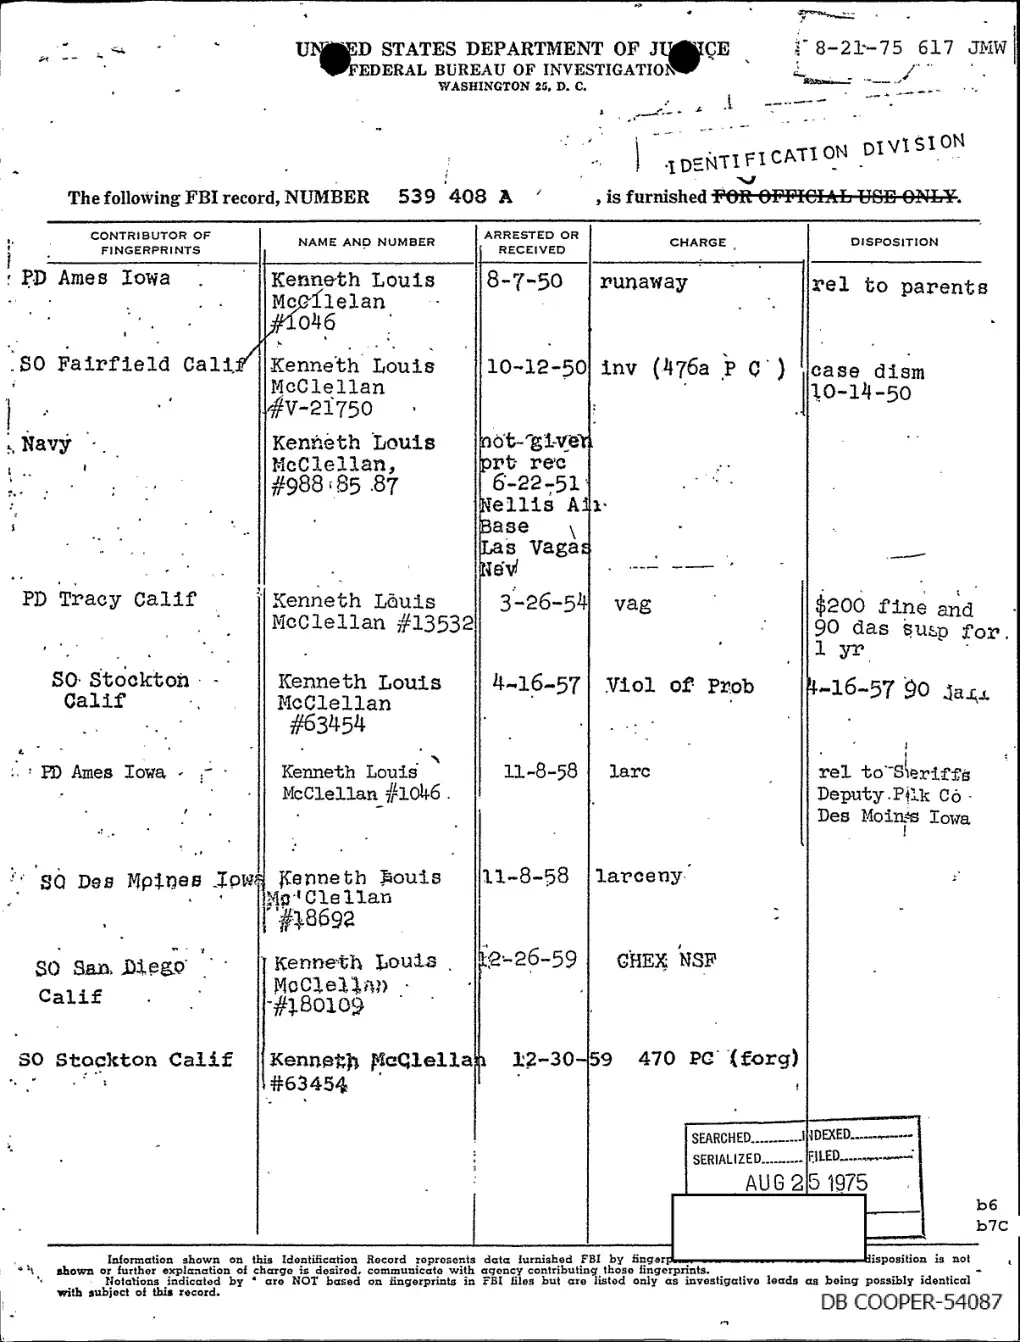 8-21-75 617 JMW
UNITED STATES DEPARTMENT OF JUSTICE
FEDERAL BUREAU OF INVESTIGATION
WASHINGTON 25, D. C.
IDENTIFICATION DIVISION
The following FBI record, NUMBER 539 408 A , is furnished FOR OFFICIAL USE ONLY.
CONTRIBUTOR OF FINGERPRINTS
NAME AND NUMBER
ARRESTED OR RECEIVED
CHARGE
DISPOSITION
PD Ames Iowa
Kenneth Louis
McCllelan
#1046
8-7-50
runaway
rel to parents
SO Fairfield Calif
Kenneth Louis
McClellan
#V-21750
10-12-50
inv (476a P C )
case dism
10-14-50
Navy
Kenneth Louis
McClellan,
#988 85 87
not given
prt rec
6-22-51
Nellis Air
Base
Las Vagas
Nev
PD Tracy Calif
Kenneth Lauis
McClellan #13532
3-26-54
vag
$200 fine and
90 das susp for
1 yr
SO Stockton
Calif
Kenneth Louis
McClellan
#63454
4-16-57
Viol of Prob
4-16-57 90 jail
PD Ames Iowa
Kenneth Louis
McClellan #1046
11-8-58
larc
rel to Sheriffs
Deputy Polk Co
Des Moines Iowa
SO Des Moines Iowa
Kenneth Louis
McClellan
#18692
11-8-58
larceny
SO San Diego
Calif
Kenneth Louis
McClellan
#180109
12-26-59
CHEX NSF
SO Stockton Calif
Kenneth McClellan
#63454
12-30-59
470 PC (forg)
SEARCHED INDEXED
SERIALIZED FILED
AUG 25 1975
b6
b7C
Information shown on this Identification Record represents data furnished FBI by fingerp disposition is not
shown or further explanation of charge is desired, communicate with agency contributing those fingerprints.
Notations indicated by * are NOT based on fingerprints in FBI files but are listed only as investigative leads as being possibly identical
with subject of this record.
DB COOPER-54087